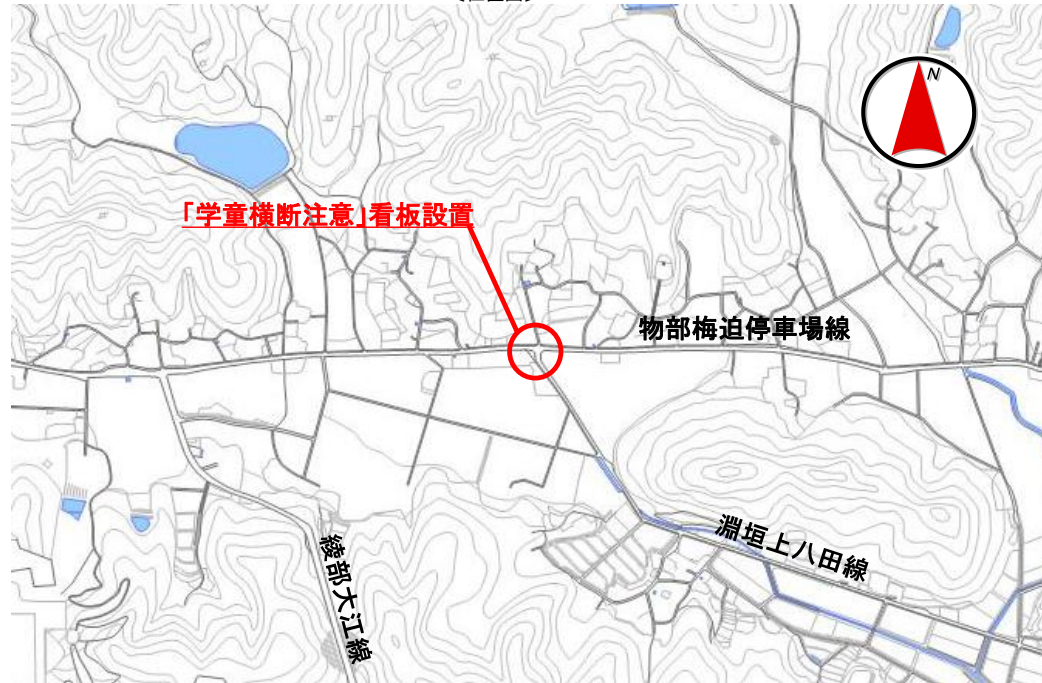 N
「学童横断注意」看板設置
物部梅迫停車場線
淵垣上八田線
綾部大江線